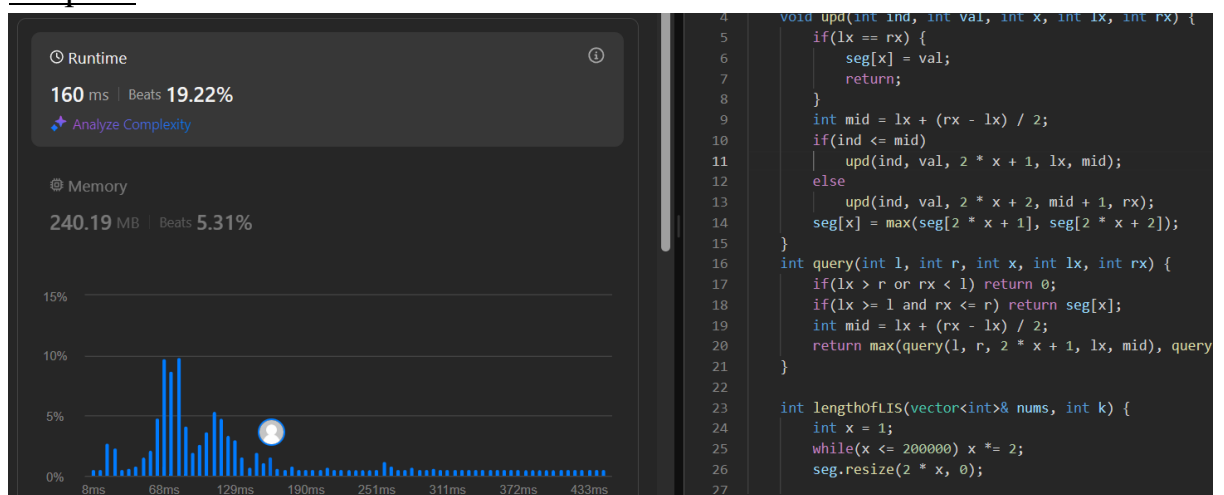 Runtime
160 ms | Beats 19.22%
Analyze Complexity
Memory
240.19 MB | Beats 5.31%
15%
10%
5%
0%
8ms 68ms 129ms 190ms 251ms 311ms 372ms 433ms
4 void upd(int ind, int val, int x, int lx, int rx) {
5 if(lx == rx) {
6 seg[x] = val;
7 return;
8 }
9 int mid = lx + (rx - lx) / 2;
10 if(ind <= mid)
11 upd(ind, val, 2 * x + 1, lx, mid);
12 else
13 upd(ind, val, 2 * x + 2, mid + 1, rx);
14 seg[x] = max(seg[2 * x + 1], seg[2 * x + 2]);
15 }
16 int query(int l, int r, int x, int lx, int rx) {
17 if(lx > r or rx < l) return 0;
18 if(lx >= l and rx <= r) return seg[x];
19 int mid = lx + (rx - lx) / 2;
20 return max(query(l, r, 2 * x + 1, lx, mid), query
21 }
22
23 int lengthOfLIS(vector<int>& nums, int k) {
24 int x = 1;
25 while(x <= 200000) x *= 2;
26 seg.resize(2 * x, 0);
27